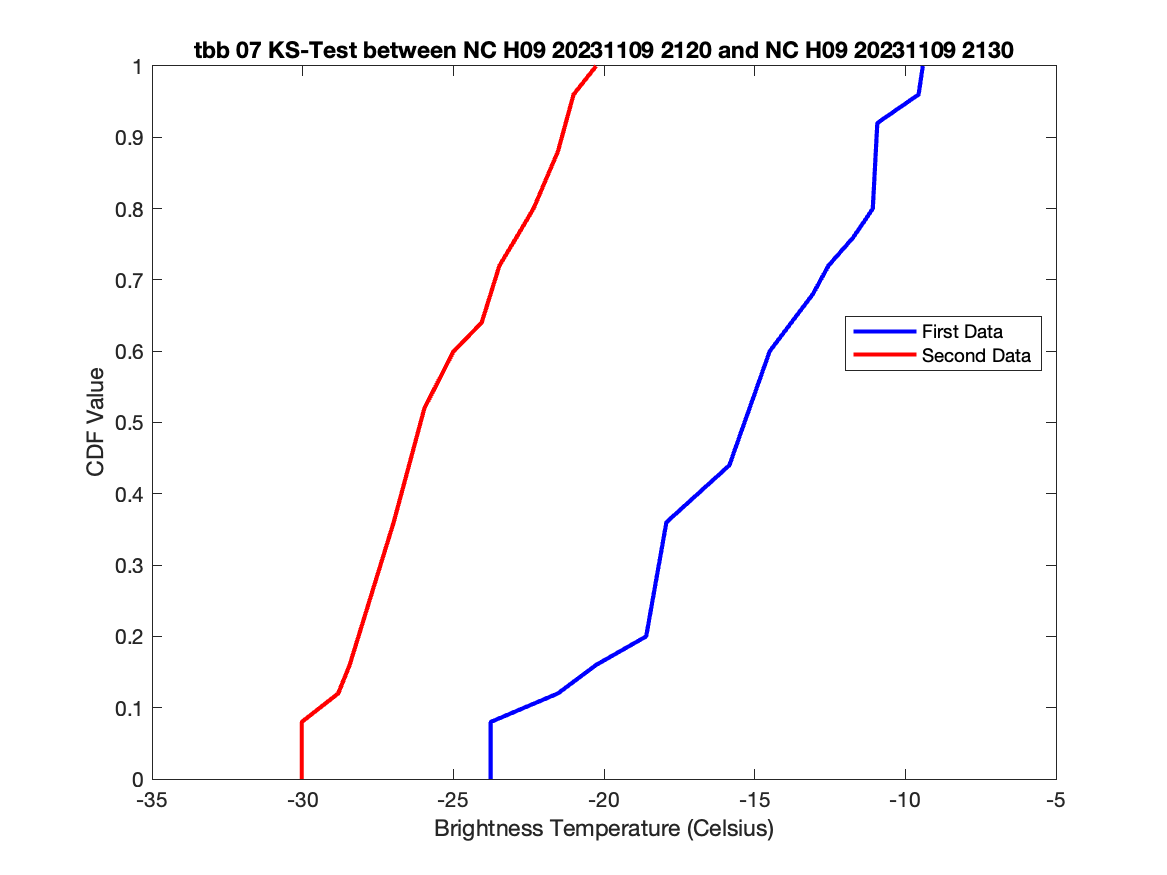 tbb 07 KS-Test between NC H09 20231109 2120 and NC H09 20231109 2130
1
0.9
0.8
0.7
0.6
0.5
0.4
0.3
0.2
0.1
0
CDF Value
First Data
Second Data
-35 -30 -25 -20 -15 -10 -5
Brightness Temperature (Celsius)